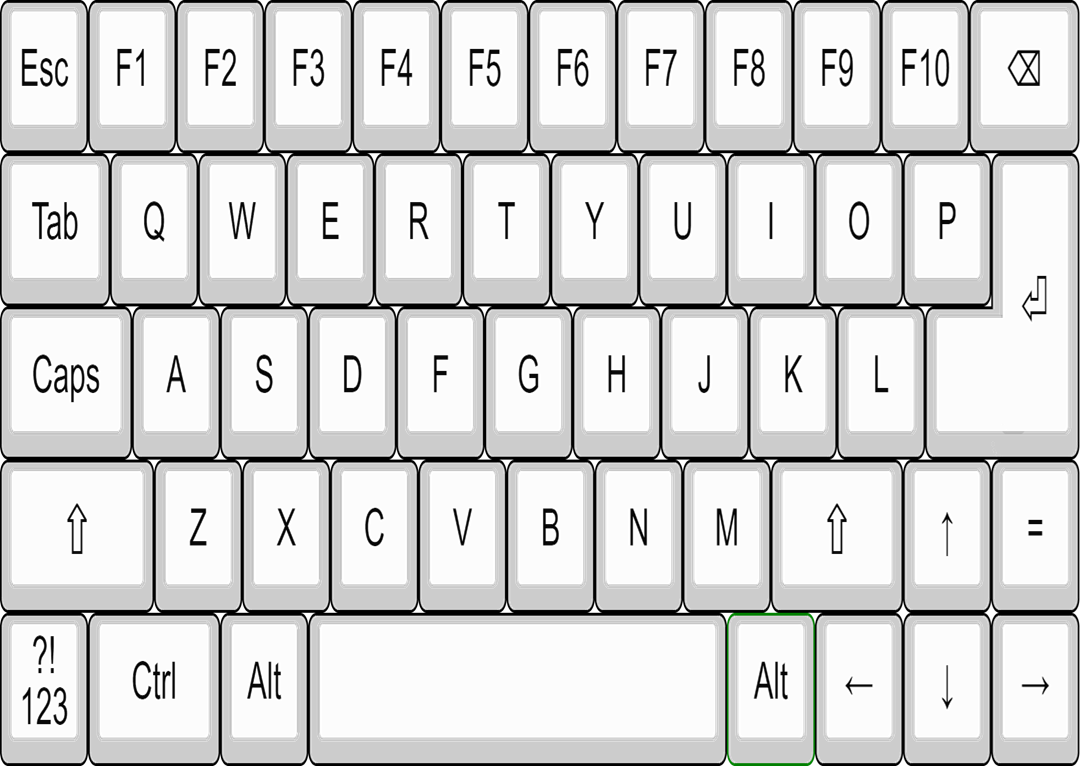 Esc F1 F2 F3 F4 F5 F6 F7 F8 F9 F10 ⌫
Tab Q W E R T Y U I O P ⏎
Caps A S D F G H J K L
⇧ Z X C V B N M ⇧ ↑ =
?!
123 Ctrl Alt Alt ← ↓ →